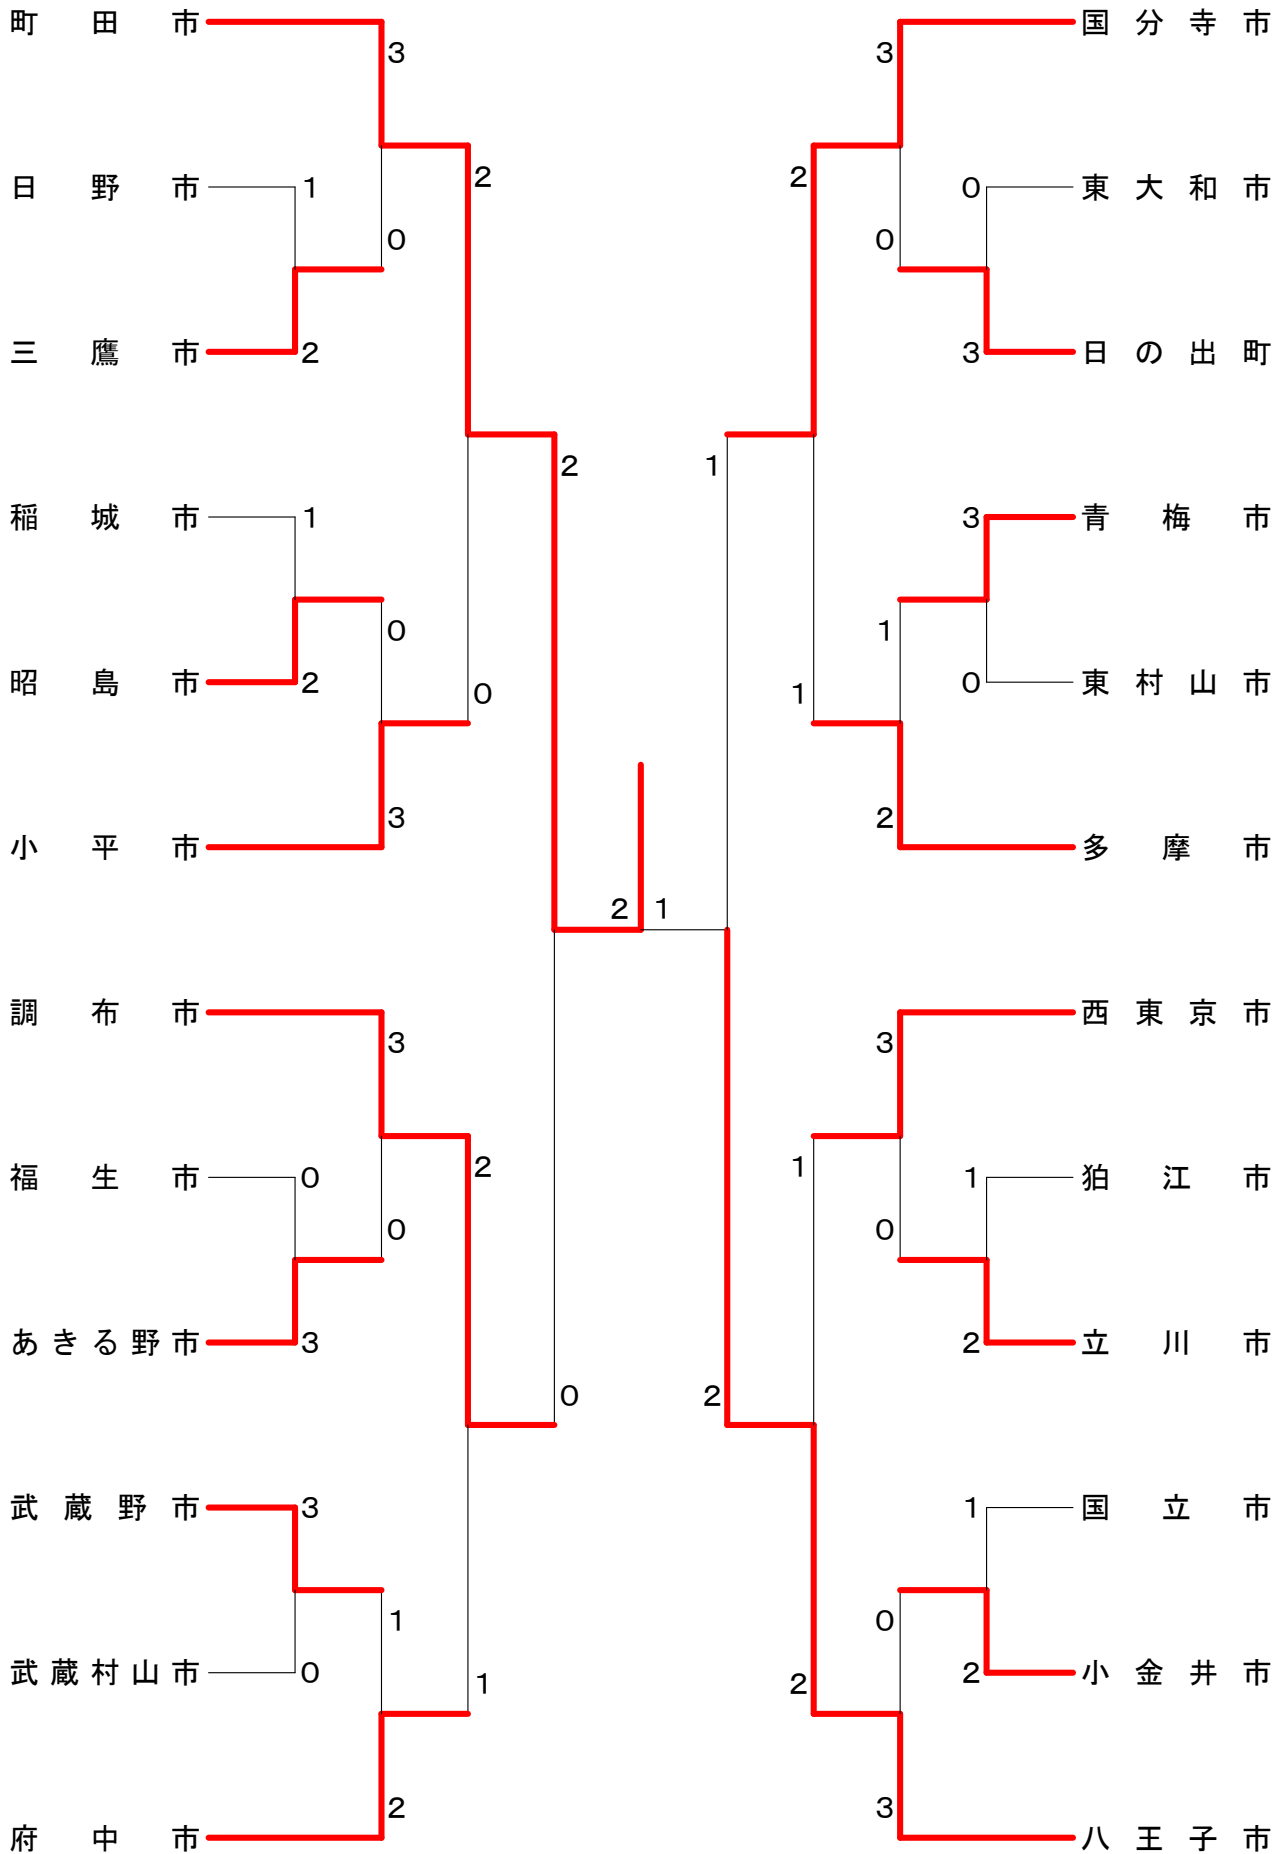 町田市 3 3 国分寺市
2 2
日野市 1 0 東大和市
0 0
三鷹市 2 3 日の出町
2 1
稲城市 1 3 青梅市
0 1
昭島市 2 0 東村山市
0 1
3 2
小平市 多摩市
2 1
調布市 西東京市
3 3
2 1
福生市 0 1 狛江市
0 0
あきる野市 3 2 立川市
0 2
武蔵野市 3 1 国立市
1 0
武蔵村山市 0 2 小金井市
1 2
2 3
府中市 八王子市